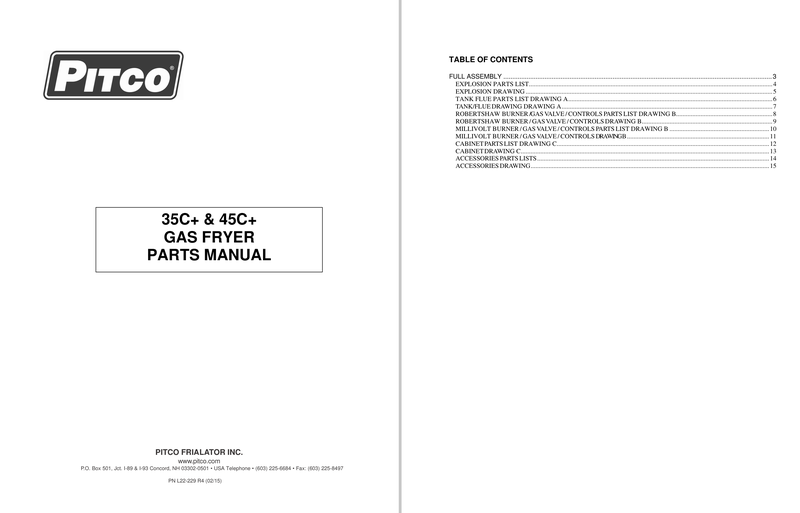 PITCO®
35C+ & 45C+
GAS FRYER
PARTS MANUAL
PITCO FRIALATOR INC.
www.pitco.com
P.O. Box 501, Jct. I-89 & I-93 Concord, NH 03302-0501 • USA Telephone • (603) 225-6684 • Fax: (603) 225-8497
PN L22-229 R4 (02/15)
TABLE OF CONTENTS
FULL ASSEMBLY ........ 3
EXPLOSION PARTS LIST ........ 4
EXPLOSION DRAWING ........ 5
TANK FLUE PARTS LIST DRAWING A ........ 6
TANK/FLUE DRAWING DRAWING A ........ 7
ROBERTSHAW BURNER /GAS VALVE / CONTROLS PARTS LIST DRAWING B ........ 8
ROBERTSHAW BURNER / GAS VALVE / CONTROLS DRAWING B ........ 9
MILLIVOLT BURNER / GAS VALVE / CONTROLS PARTS LIST DRAWING B ........ 10
MILLIVOLT BURNER / GAS VALVE / CONTROLS DRAWING B ........ 11
CABINET PARTS LIST DRAWING C ........ 12
CABINET DRAWING C ........ 13
ACCESSORIES PARTS LISTS ........ 14
ACCESSORIES DRAWING ........ 15